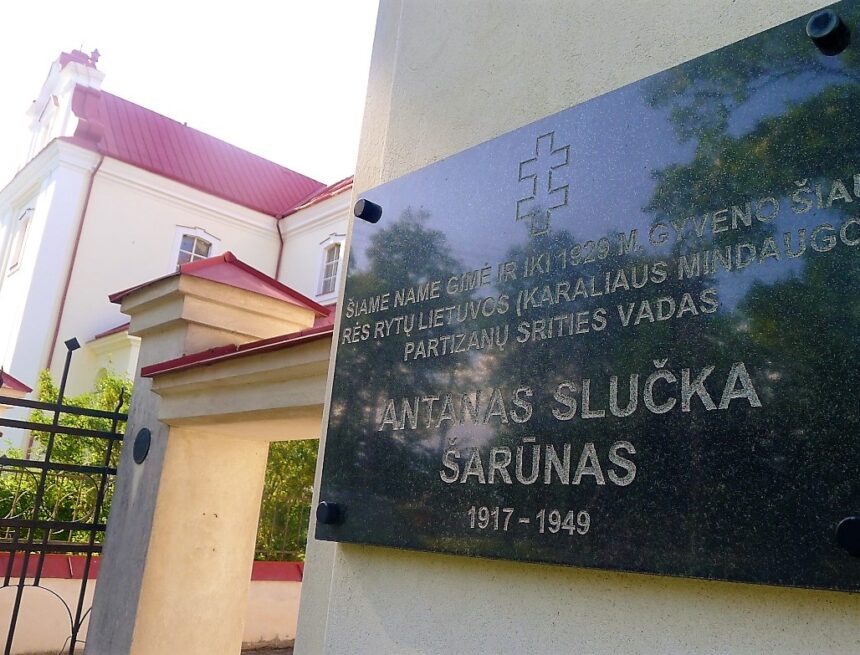 ŠIAME NAME GIMĖ IR IKI 1929 M. GYVENO ŠIAU
RĖS RYTŲ LIETUVOS (KARALIAUS MINDAUGO
PARTIZANŲ SRITIES VADAS
ANTANAS SLUČKA
ŠARŪNAS
1917 - 1949